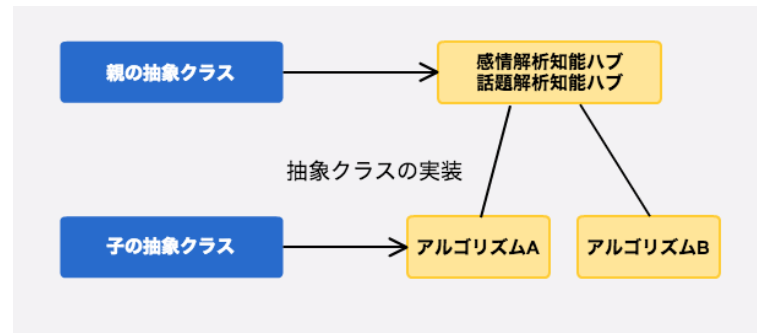 親の抽象クラス
感情解析知能ハブ
話題解析知能ハブ
抽象クラスの実装
子の抽象クラス
アルゴリズムA
アルゴリズムB